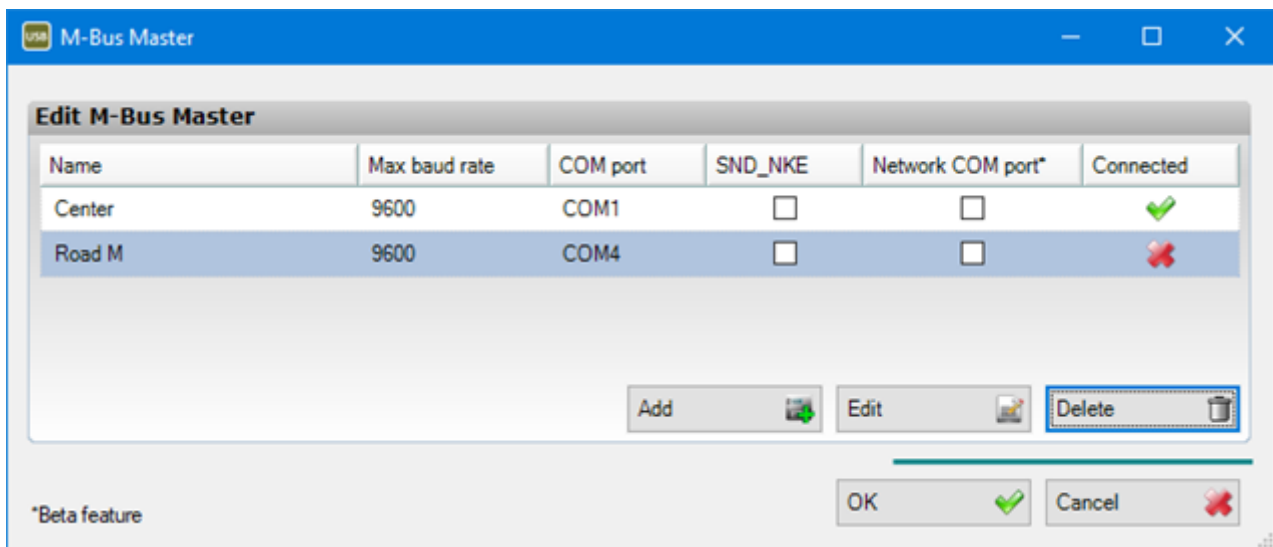 USB M-Bus Master
Edit M-Bus Master
Name Max baud rate COM port SND_NKE Network COM port* Connected
Center 9600 COM1
Road M 9600 COM4
Add Edit Delete
OK Cancel
*Beta feature